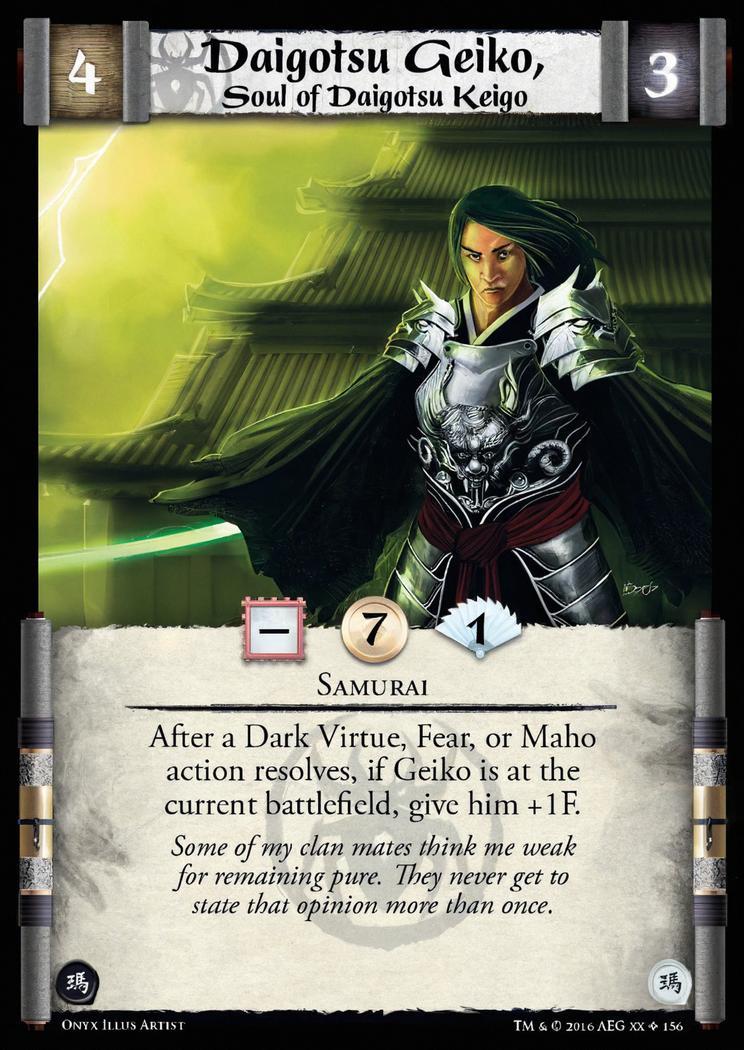 4
Daigotsu Geiko,
3
Soul of Daigotsu Keigo
–
7
1
Samurai
After a Dark Virtue, Fear, or Maho
action resolves, if Geiko is at the
current battlefield, give him +1F.
Some of my clan mates think me weak
for remaining pure. They never get to
state that opinion more than once.
瑪
瑪
Onyx Illus Artist
TM & © 2016 AEG XX ❖ 156